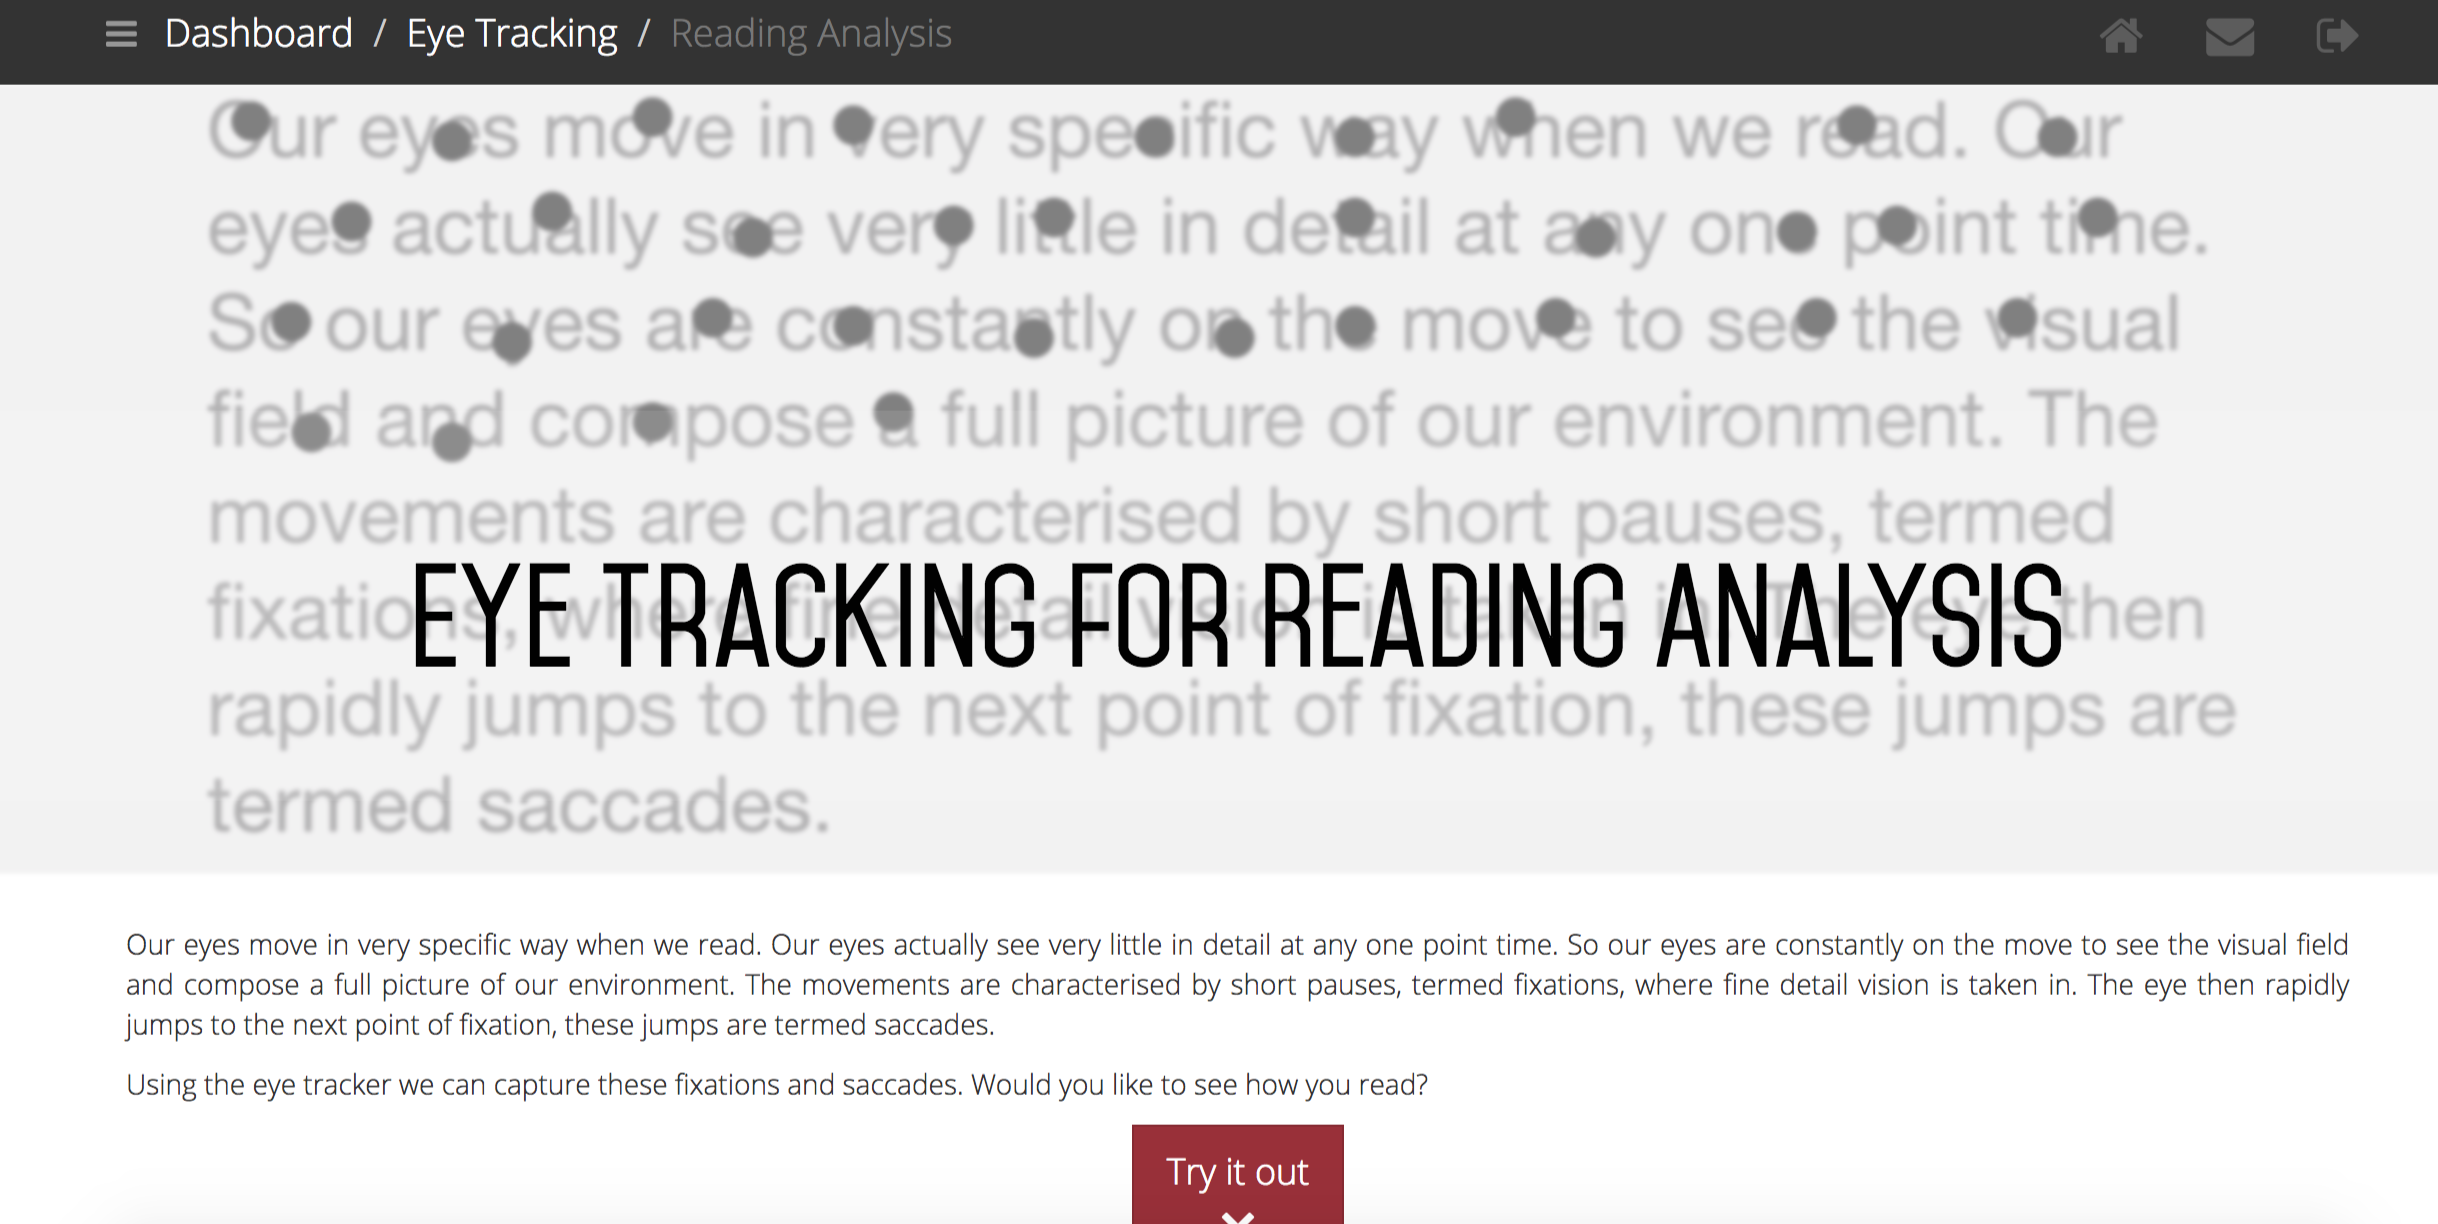 Dashboard / Eye Tracking / Reading Analysis
Our eyes move in very specific way when we read. Our
eyes actually see very little in detail at any one point time.
So our eyes are constantly on the move to see the visual
field and compose a full picture of our environment. The
movements are characterised by short pauses, termed
fixations, where fine detail vision is taken in. The eye then
EYE TRACKING FOR READING ANALYSIS
rapidly jumps to the next point of fixation, these jumps are
termed saccades.
Our eyes move in very specific way when we read. Our eyes actually see very little in detail at any one point time. So our eyes are constantly on the move to see the visual field
and compose a full picture of our environment. The movements are characterised by short pauses, termed fixations, where fine detail vision is taken in. The eye then rapidly
jumps to the next point of fixation, these jumps are termed saccades.
Using the eye tracker we can capture these fixations and saccades. Would you like to see how you read?
Try it out